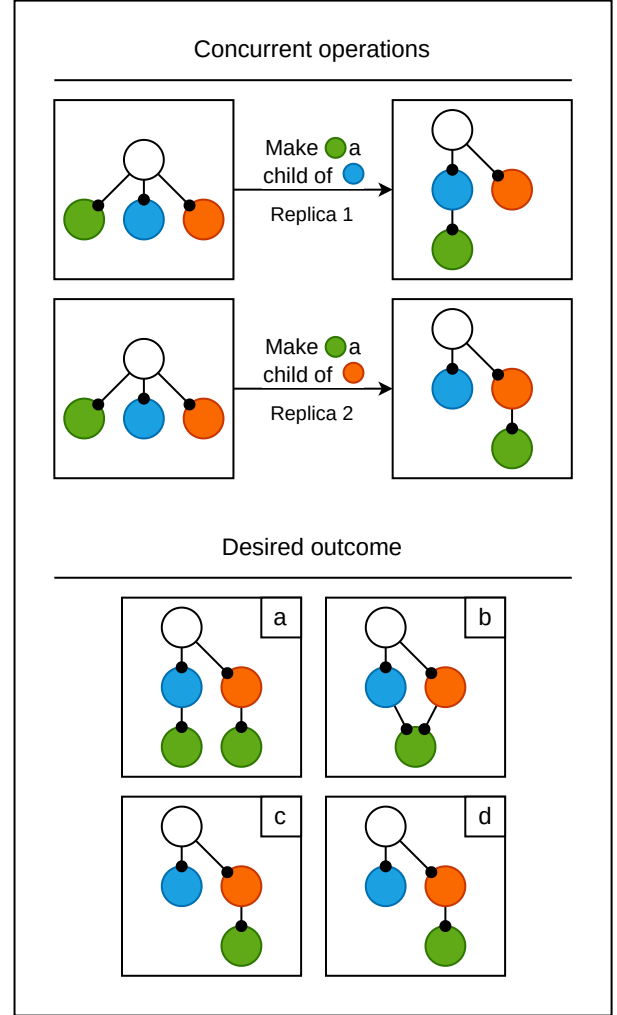 Concurrent operations
Make a
child of
Replica 1
Make a
child of
Replica 2
Desired outcome
a
b
c
d